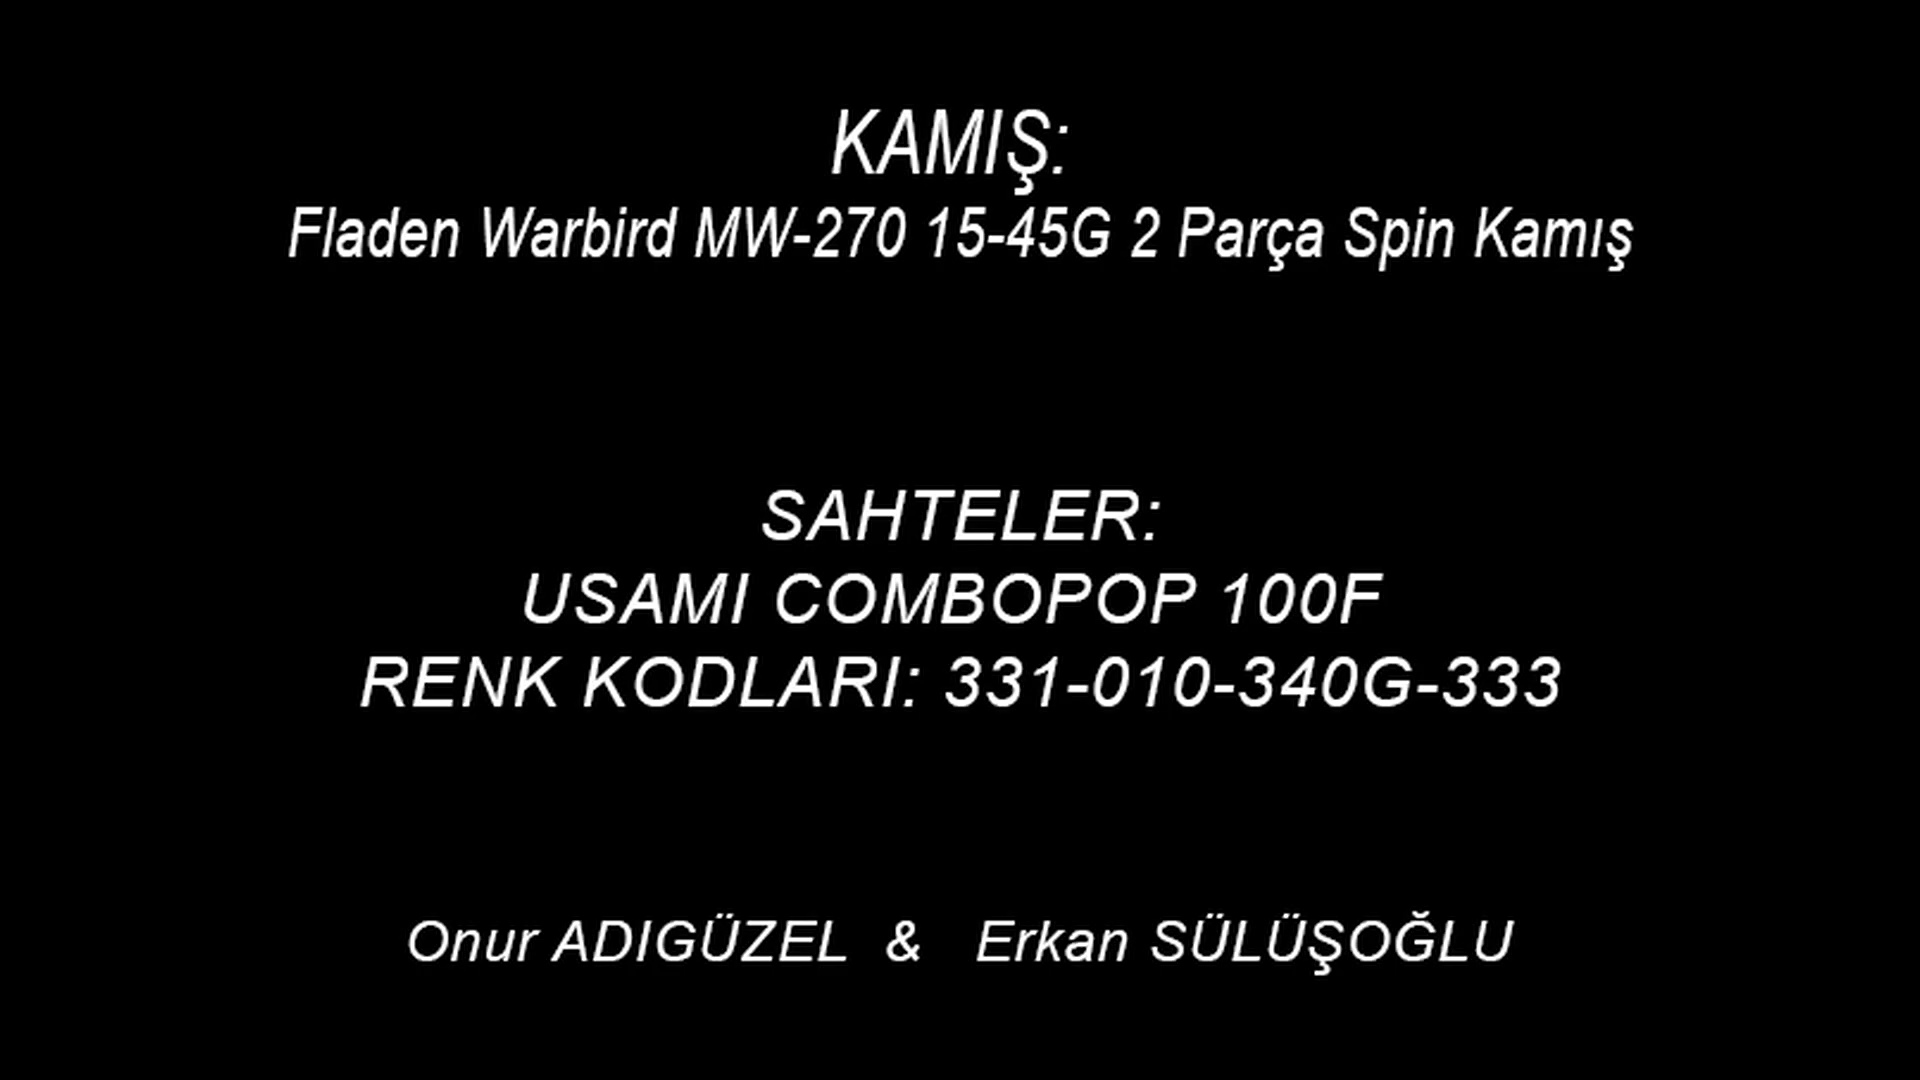 KAMIŞ:
Fladen Warbird MW-270 15-45G 2 Parça Spin Kamış
SAHTELER:
USAMI COMBOPOP 100F
RENK KODLARI: 331-010-340G-333
Onur ADIGÜZEL & Erkan SÜLÜŞOĞLU